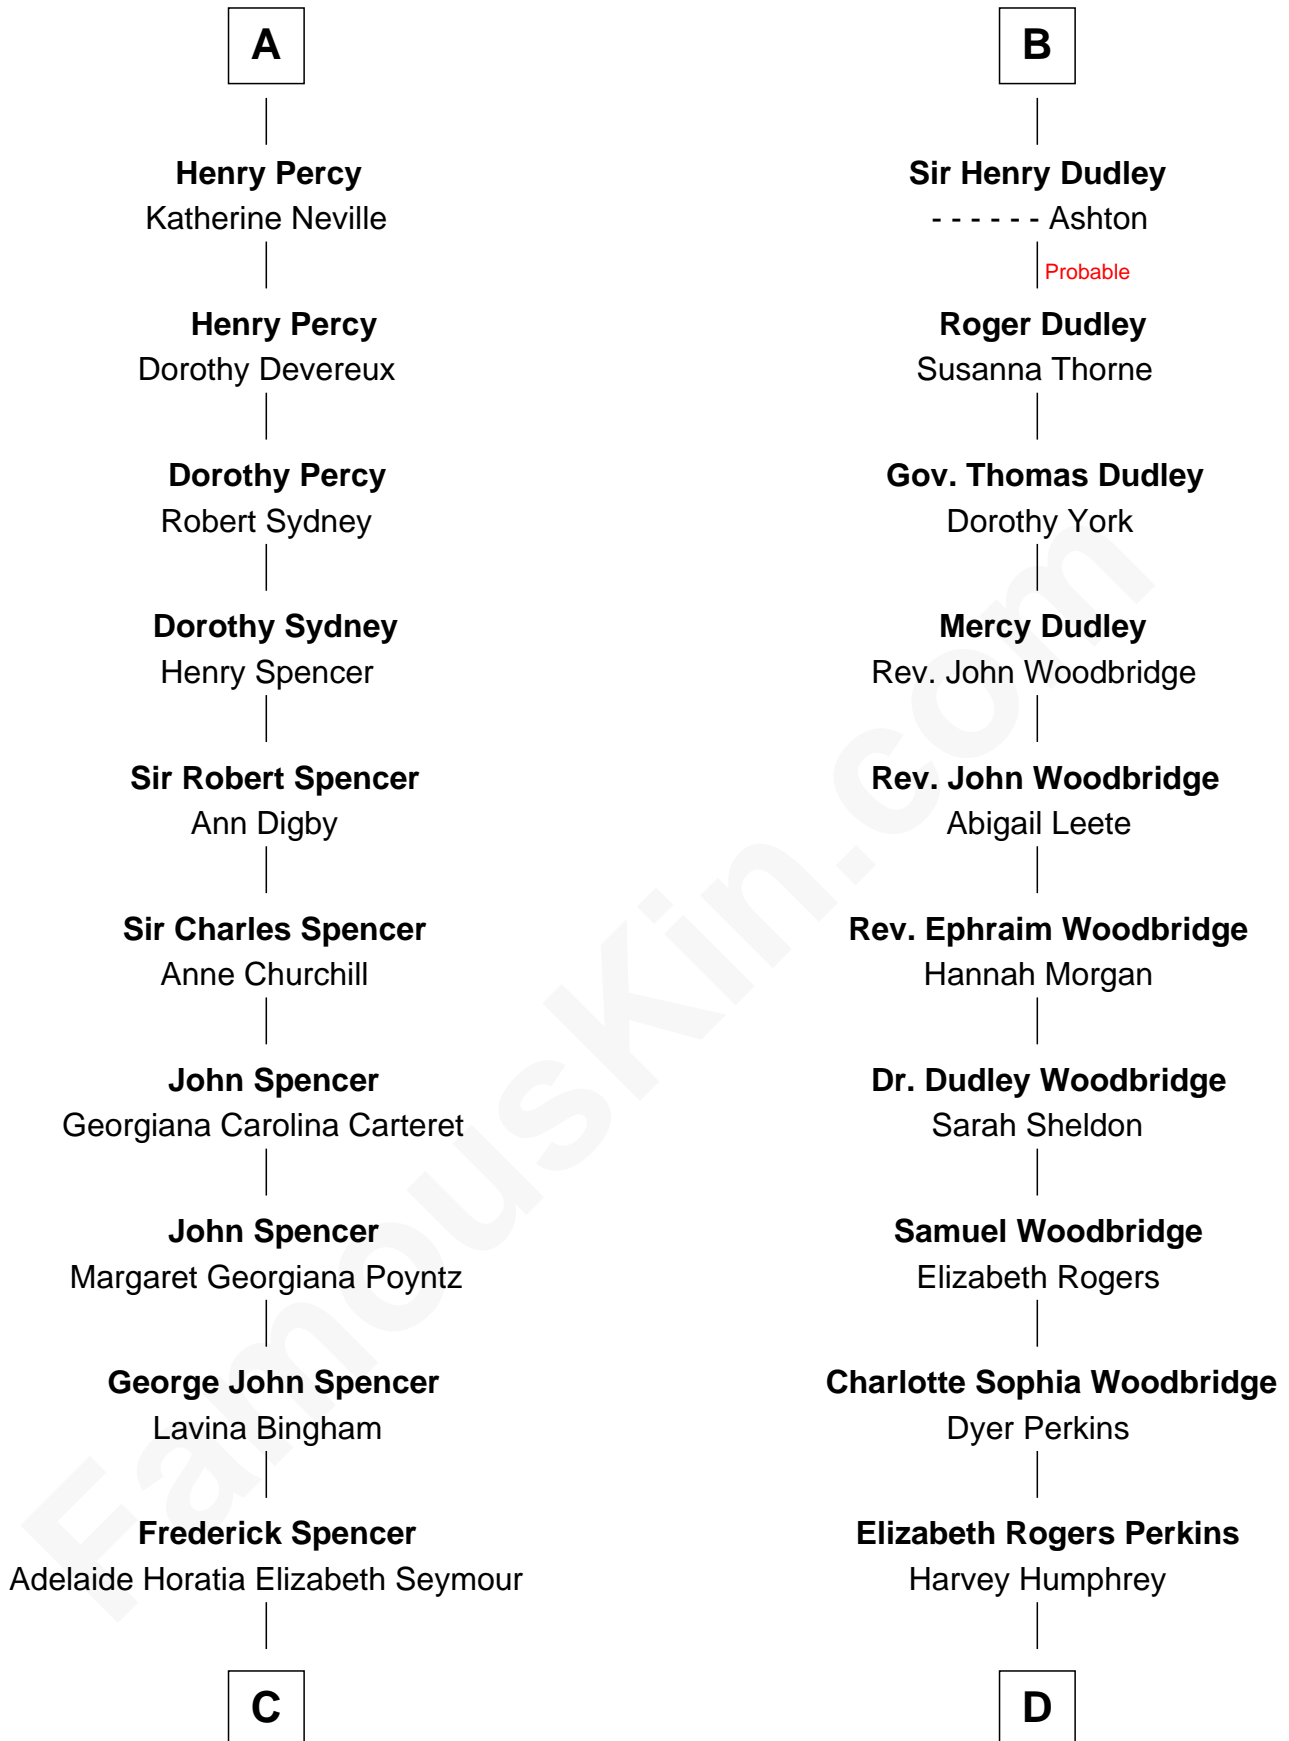 A
Henry Percy
Katherine Neville
Henry Percy
Dorothy Devereux
Dorothy Percy
Robert Sydney
Dorothy Sydney
Henry Spencer
Sir Robert Spencer
Ann Digby
Sir Charles Spencer
Anne Churchill
John Spencer
Georgiana Carolina Carteret
John Spencer
Margaret Georgiana Poyntz
George John Spencer
Lavina Bingham
Frederick Spencer
Adelaide Horatia Elizabeth Seymour
C
B
Sir Henry Dudley
- - - - - - Ashton
Probable
Roger Dudley
Susanna Thorne
Gov. Thomas Dudley
Dorothy York
Mercy Dudley
Rev. John Woodbridge
Rev. John Woodbridge
Abigail Leete
Rev. Ephraim Woodbridge
Hannah Morgan
Dr. Dudley Woodbridge
Sarah Sheldon
Samuel Woodbridge
Elizabeth Rogers
Charlotte Sophia Woodbridge
Dyer Perkins
Elizabeth Rogers Perkins
Harvey Humphrey
D
FamousKin.com